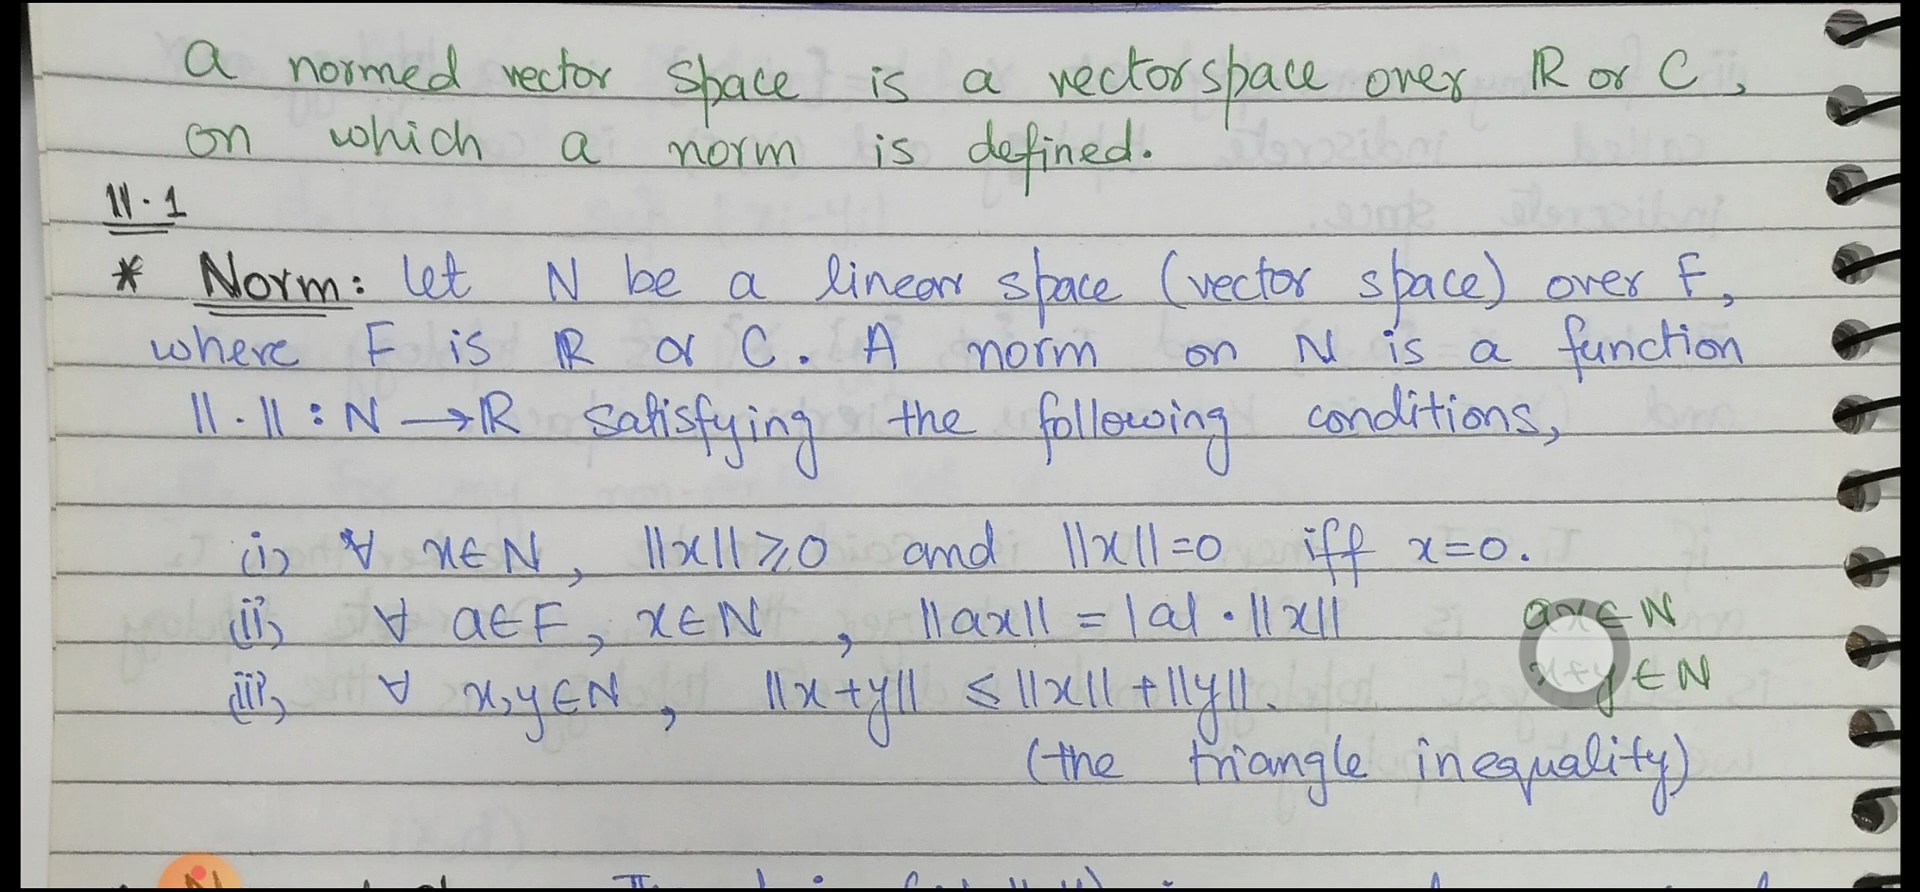 a normed vector space is a vectorspace over ℝ or C,
on which a norm is defined.
11.1
* Norm: let N be a linear space (vector space) over F,
where F is ℝ or C. A norm on N is a function
||.|| : N → ℝ satisfying the following conditions,
(i) ∀ x∈N, ||x|| ≥ 0 and ||x|| = 0 iff x=0.
(ii) ∀ a∈F, x∈N, ||ax|| = |a| · ||x|| ax∈N
(iii) ∀ x,y∈N, ||x+y|| ≤ ||x|| + ||y||. x+y∈N
(the triangle inequality)